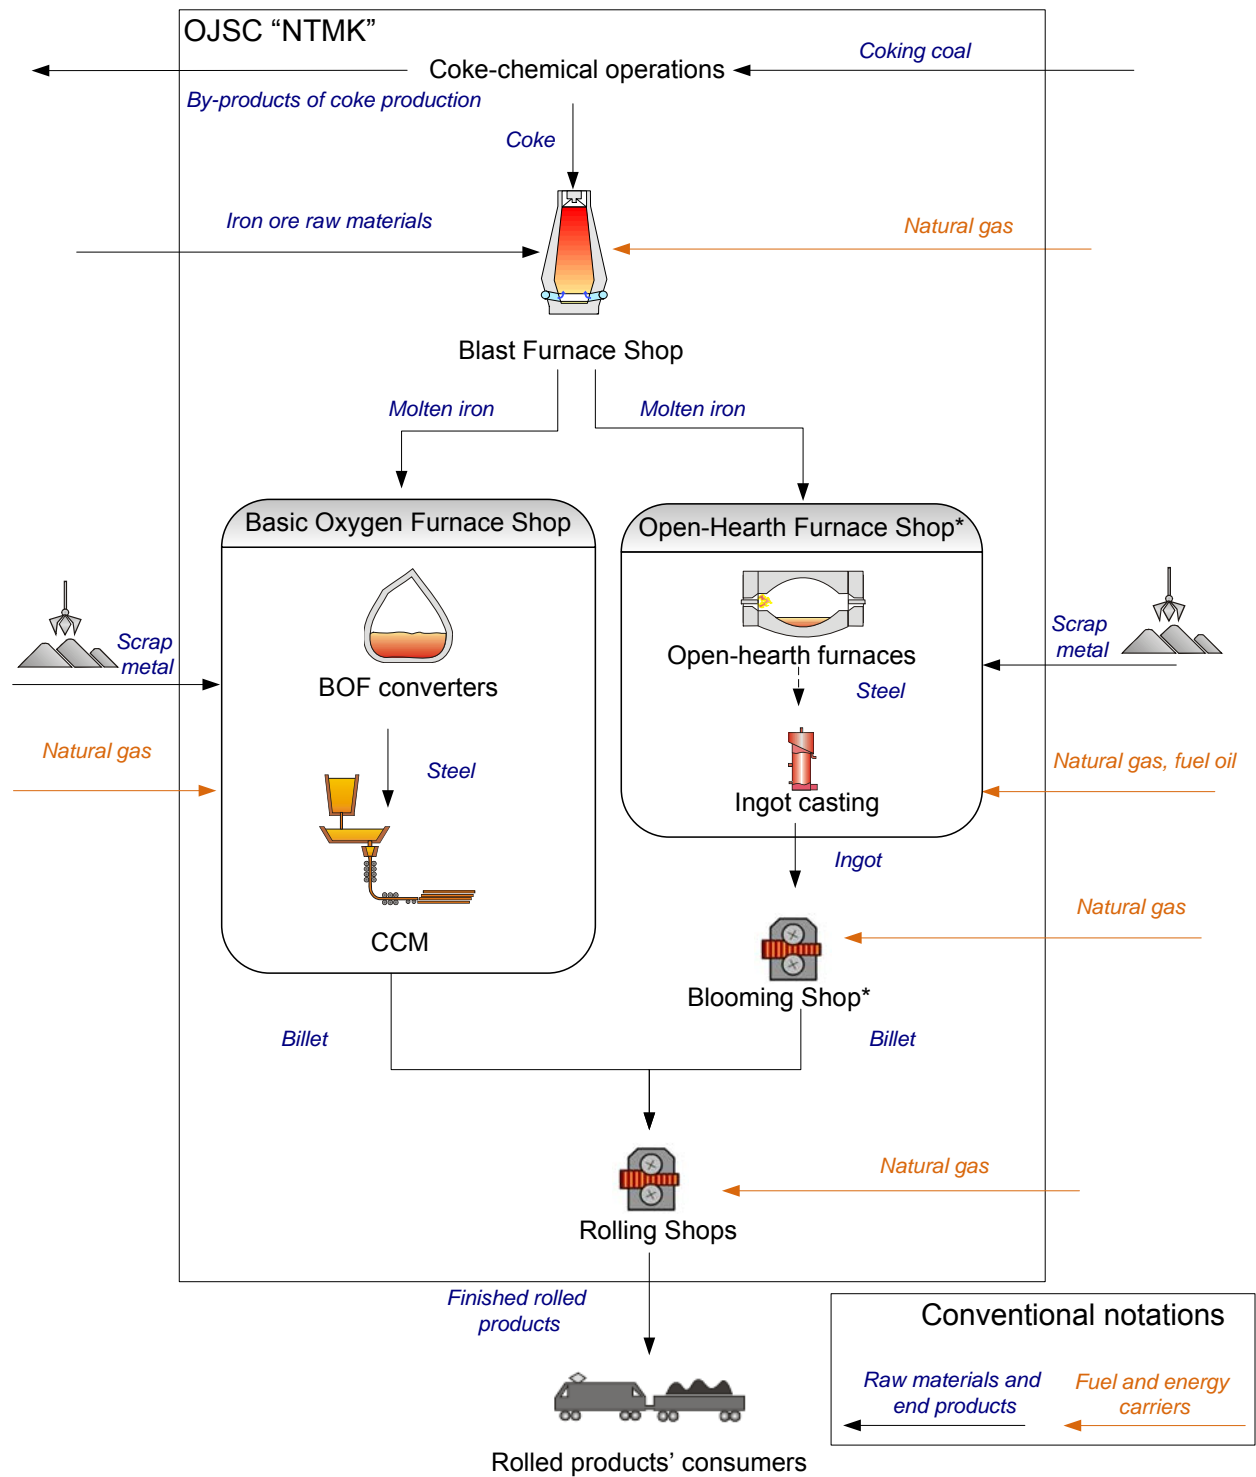 OJSC “NTMK”
Coking coal
Coke-chemical operations
By-products of coke production
Coke
Iron ore raw materials
Natural gas
Blast Furnace Shop
Molten iron
Molten iron
Basic Oxygen Furnace Shop
Open-Hearth Furnace Shop*
Scrap
metal
BOF converters
Open-hearth furnaces
Scrap
metal
Steel
Natural gas
Steel
Natural gas, fuel oil
Ingot casting
Ingot
CCM
Natural gas
Blooming Shop*
Billet
Billet
Natural gas
Rolling Shops
Finished rolled
products
Rolled products’ consumers
Conventional notations
Raw materials and
end products
Fuel and energy
carriers